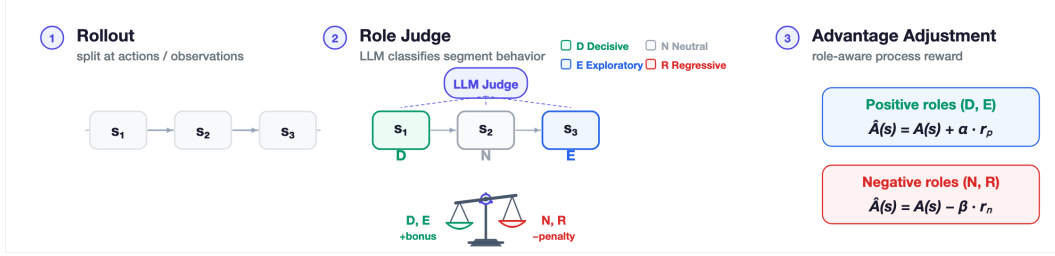 1
Rollout
split at actions / observations
S1
S2
S3
2
Role Judge
LLM classifies segment behavior
D Decisive
N Neutral
E Exploratory
R Regressive
LLM Judge
S1
S2
S3
D
N
E
D, E
+bonus
N, R
−penalty
3
Advantage Adjustment
role-aware process reward
Positive roles (D, E)
Â(s) = A(s) + α · rp
Negative roles (N, R)
Â(s) = A(s) − β · rn